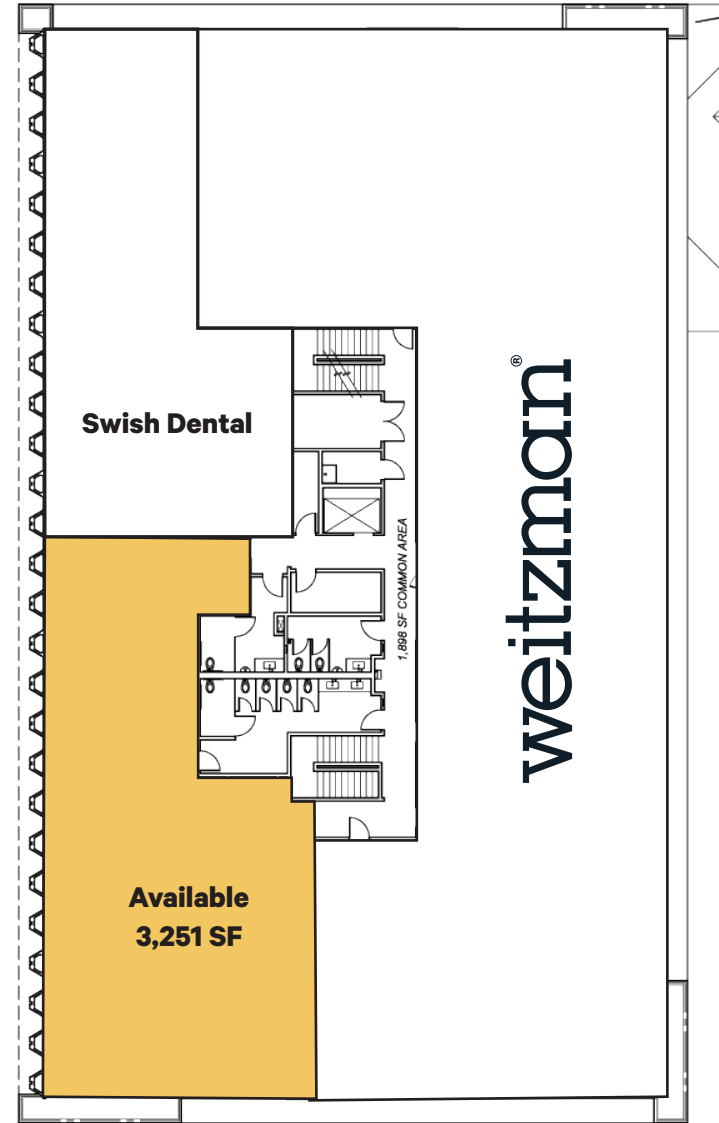 Swish Dental
1,898 SF COMMON AREA
weitzman®
Available
3,251 SF